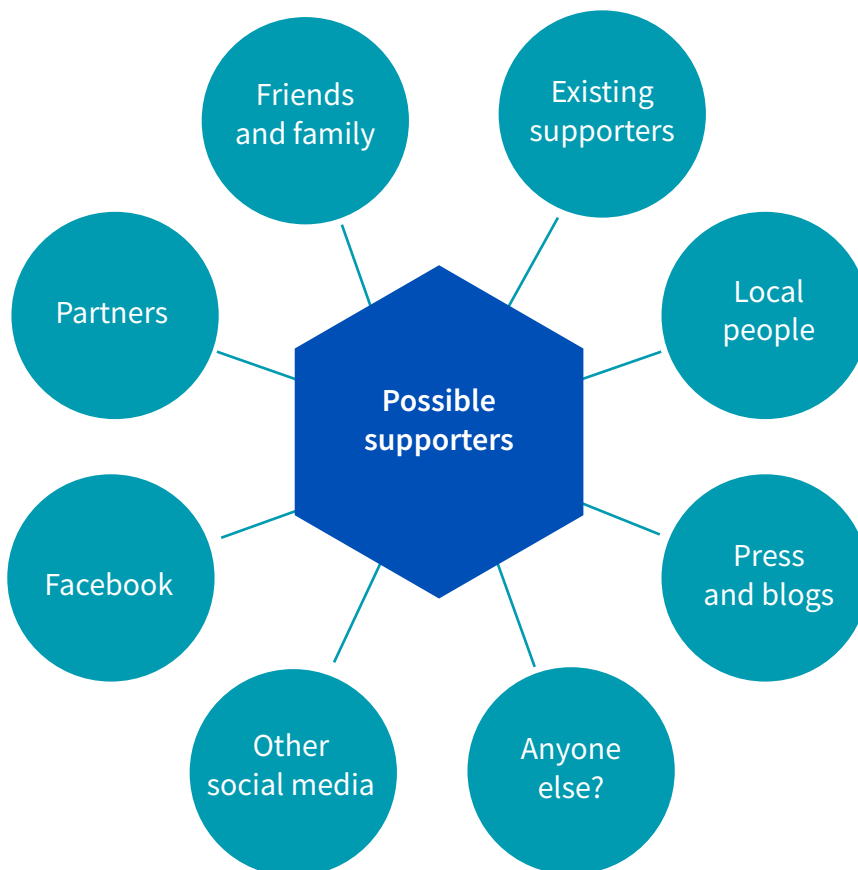 Friends
and family
Existing
supporters
Partners
Local
people
Possible
supporters
Facebook
Press
and blogs
Other
social media
Anyone
else?